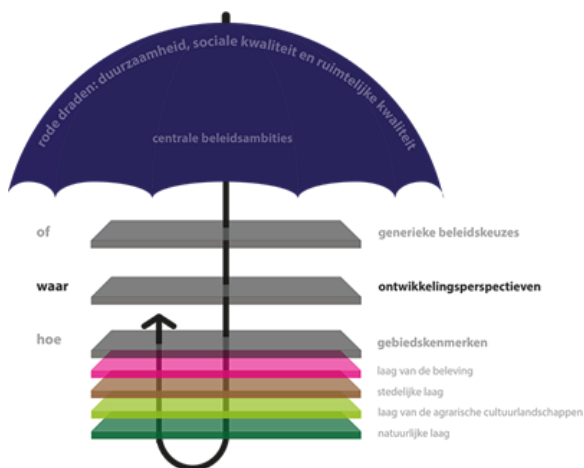 rode draden: duurzaamheid, sociale kwaliteit en ruimtelijke kwaliteit
centrale beleidsambities
of generieke beleidskeuzes
waar ontwikkelingsperspectieven
hoe gebiedskenmerken
laag van de beleving
stedelijke laag
laag van de agrarische cultuurlandschappen
natuurlijke laag